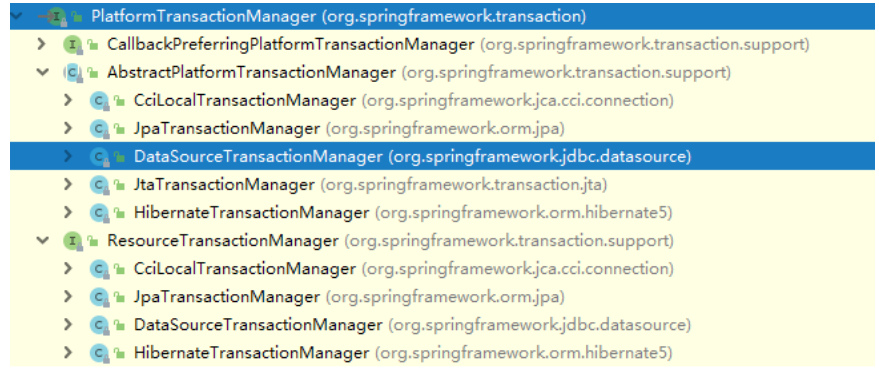 PlatformTransactionManager (org.springframework.transaction)
CallbackPreferringPlatformTransactionManager (org.springframework.transaction.support)
AbstractPlatformTransactionManager (org.springframework.transaction.support)
CciLocalTransactionManager (org.springframework.jca.cci.connection)
JpaTransactionManager (org.springframework.orm.jpa)
DataSourceTransactionManager (org.springframework.jdbc.datasource)
JtaTransactionManager (org.springframework.transaction.jta)
HibernateTransactionManager (org.springframework.orm.hibernate5)
ResourceTransactionManager (org.springframework.transaction.support)
CciLocalTransactionManager (org.springframework.jca.cci.connection)
JpaTransactionManager (org.springframework.orm.jpa)
DataSourceTransactionManager (org.springframework.jdbc.datasource)
HibernateTransactionManager (org.springframework.orm.hibernate5)